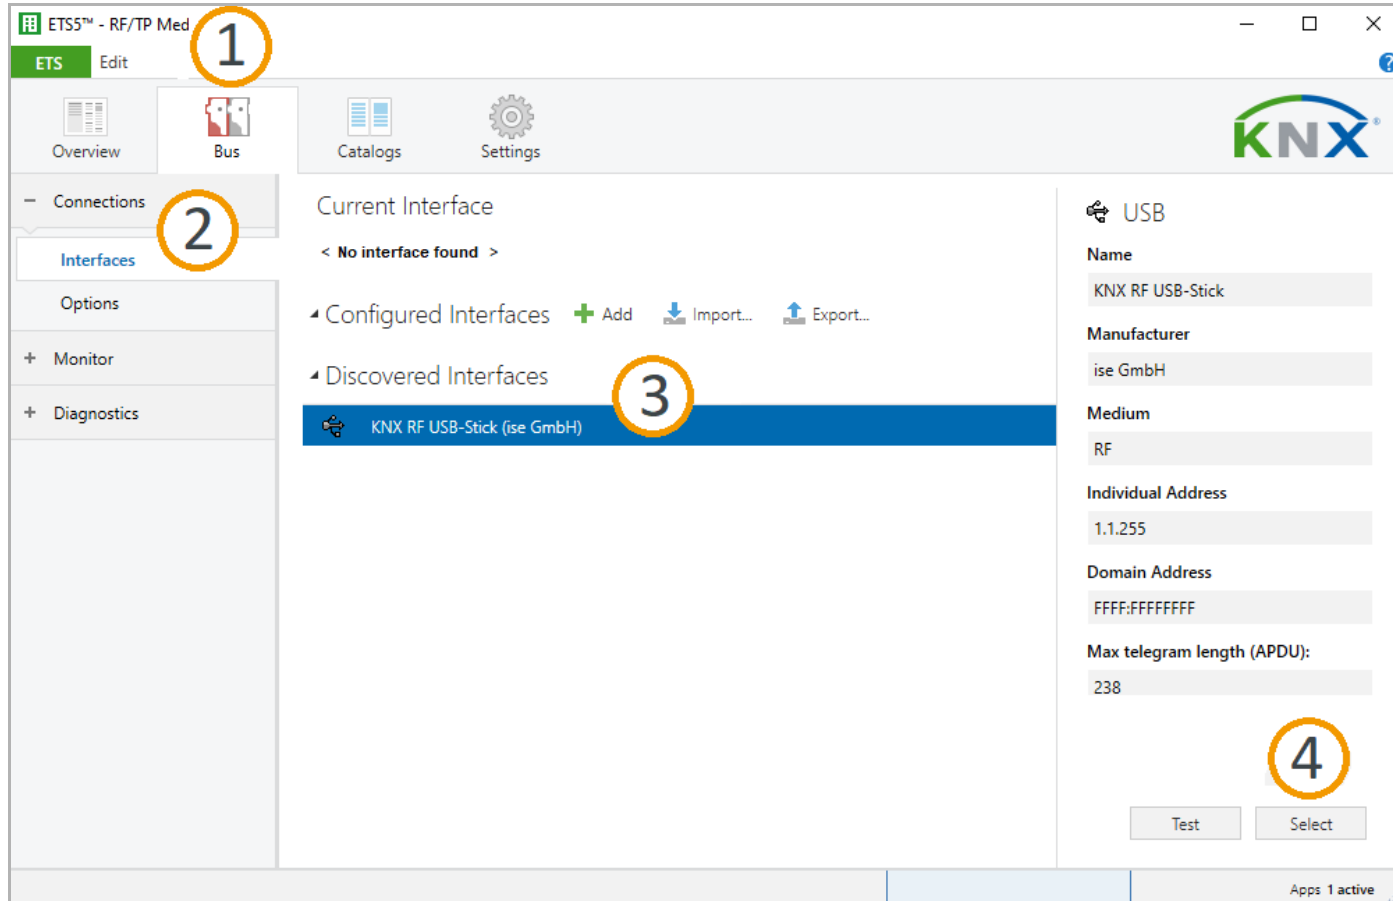 ETS5™ - RF/TP Med
1
ETS Edit
?
Overview Bus Catalogs Settings
KNX®
Connections
2
Interfaces
Options
Monitor
Diagnostics
Current Interface
< No interface found >
Configured Interfaces Add Import... Export...
Discovered Interfaces
3
KNX RF USB-Stick (ise GmbH)
USB
Name
KNX RF USB-Stick
Manufacturer
ise GmbH
Medium
RF
Individual Address
1.1.255
Domain Address
FFFF:FFFFFFFF
Max telegram length (APDU):
238
4
Test Select
Apps 1 active